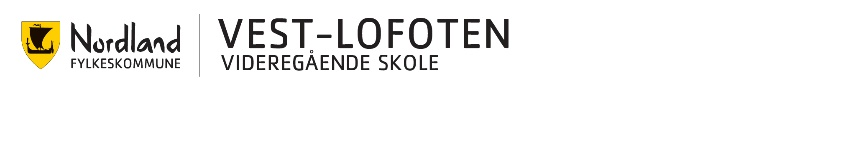 Nordland
FYLKESKOMMUNE
VEST-LOFOTEN
VIDEREGÅENDE SKOLE